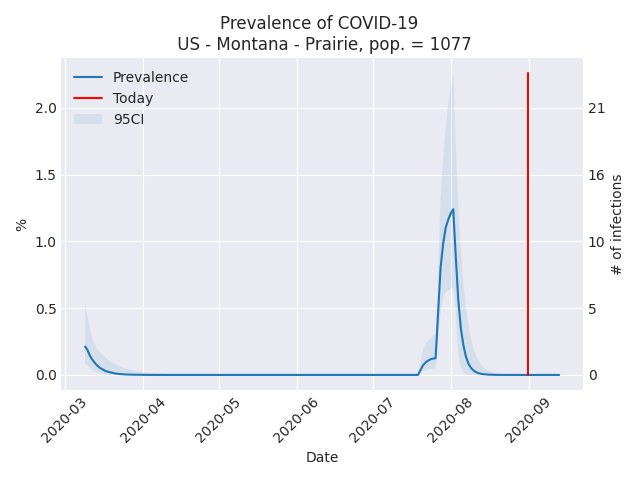 Prevalence of COVID-19
US - Montana - Prairie, pop. = 1077
Prevalence
Today
95CI
2.0
1.5
1.0
0.5
0.0
%
21
16
10
5
0
# of infections
2020-03
2020-04
2020-05
2020-06
2020-07
2020-08
2020-09
Date